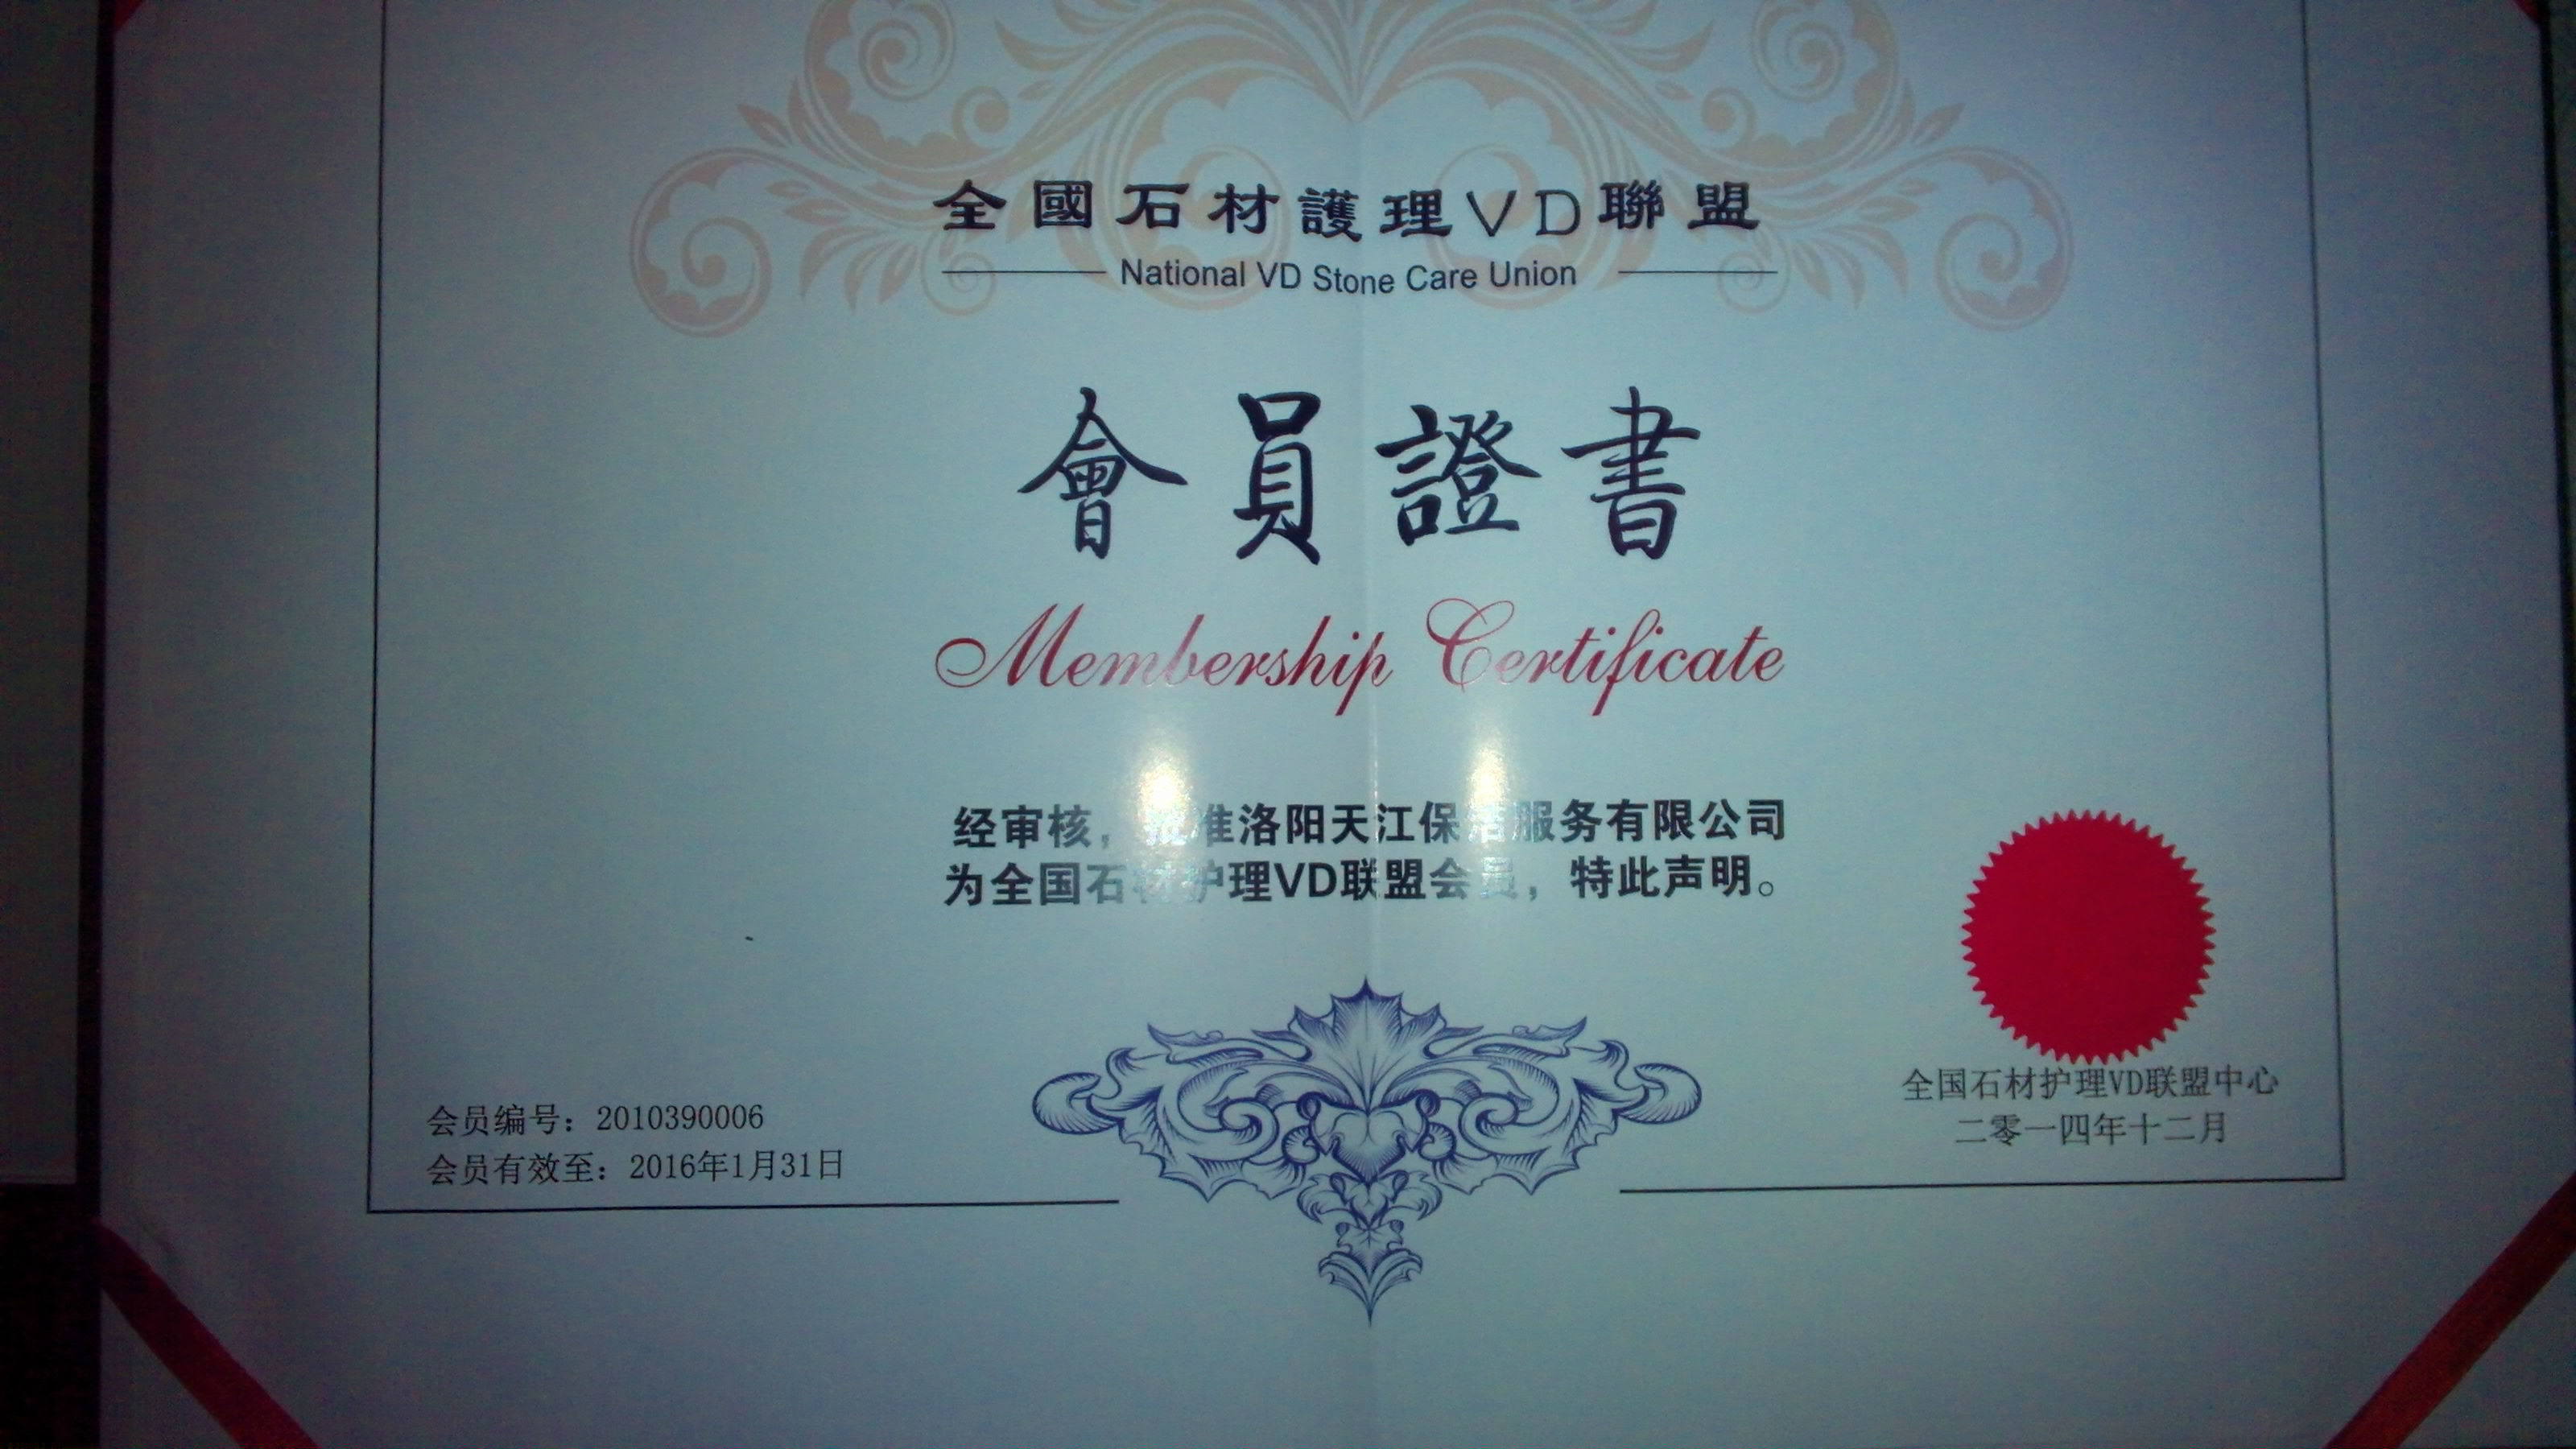 全國石材護理VD聯盟
National VD Stone Care Union
會員證書
Membership Certificate
经审核，批准洛阳天江保洁服务有限公司
为全国石材护理VD联盟会员，特此声明。
全国石材护理VD联盟中心
二零一四年十二月
会员编号：2010390006
会员有效至：2016年1月31日